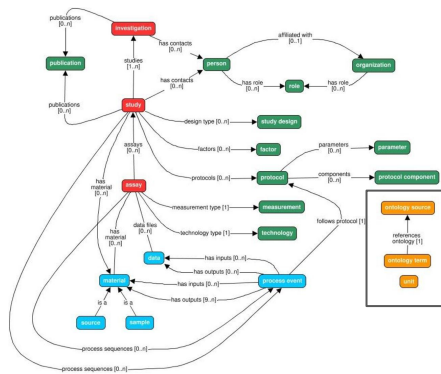 publications
[0..n]
investigation
has contacts
[0..n]
affiliated with
[0..1]
publication
studies
[1..n]
person
organization
has contacts
[0..n]
has role
[0..n]
role
has role
[0..n]
publications
[0..n]
study
design type [0..n]
study design
factors [0..n]
factor
assays
[0..n]
parameters
[0..n]
parameter
protocols [0..n]
protocol
components
[0..n]
protocol component
has
material
[0..n]
assay
measurement type [1]
measurement
ontology source
follows protocol [1]
references
ontology [1]
technology type [1]
technology
has
material
[0..n]
data files
[0..n]
data
has inputs [0..n]
has outputs [0..n]
ontology term
material
has inputs [0..n]
process event
unit
has outputs [9..n]
is a
is a
source
sample
process sequences [0..n]
process sequences [0..n]